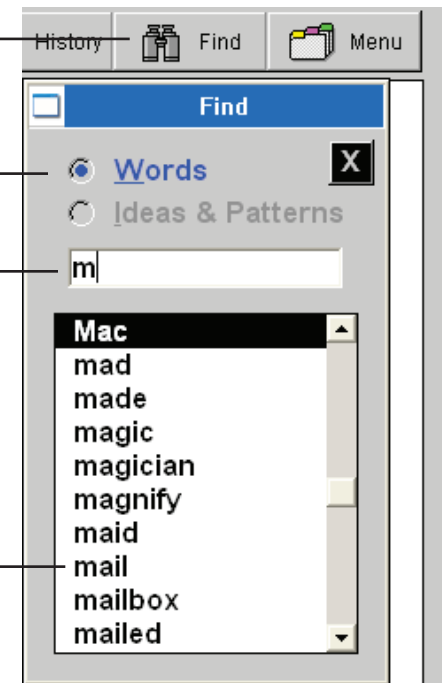 History Find Menu
Find
X
Words
Ideas & Patterns
m
Mac
mad
made
magic
magician
magnify
maid
mail
mailbox
mailed